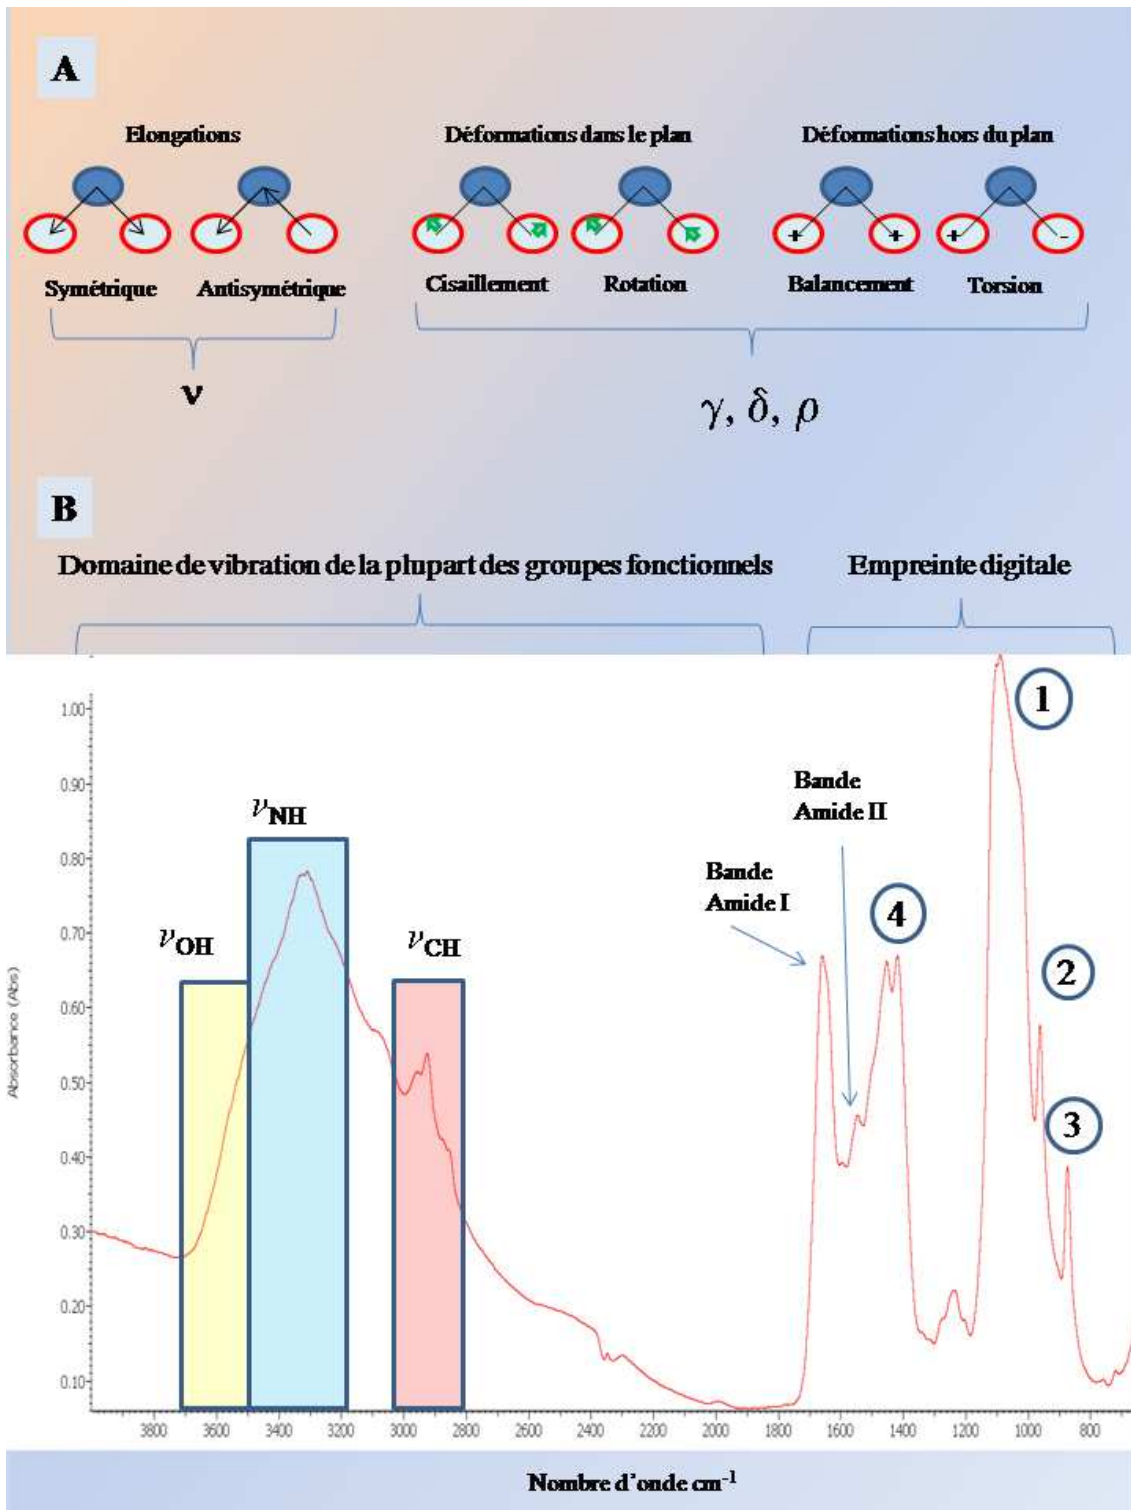 A
Elongations
Déformations dans le plan
Déformations hors du plan
+
+
+
-
Symétrique
Antisymétrique
Cisaillement
Rotation
Balancement
Torsion
ν
γ, δ, ρ
B
Domaine de vibration de la plupart des groupes fonctionnels
Empreinte digitale
1
1.00
Bande
Amide II
0.90
νNH
0.80
Bande
Amide I
4
0.70
νOH
νCH
2
0.60
Absorbance (Abs)
0.50
3
0.40
0.30
0.20
0.10
3800 3600 3400 3200 3000 2800 2600 2400 2200 2000 1800 1600 1400 1200 1000 800
Nombre d'onde cm⁻¹